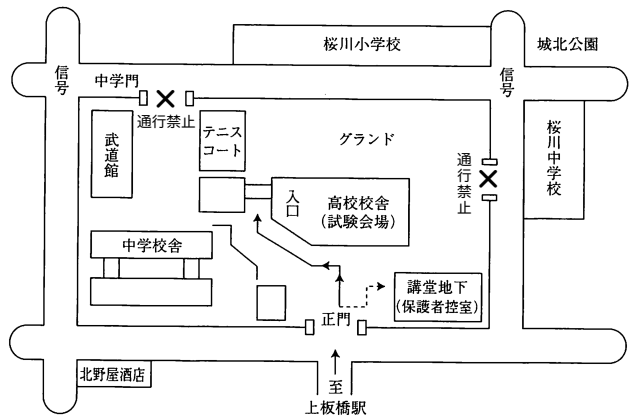 桜川小学校
城北公園
信号
中学門
信号
通行禁止
武道館
テニス
コート
グランド
通行禁止
桜川中学校
入口
高校校舎
(試験会場)
中学校舎
講堂地下
(保護者控室)
正門
北野屋酒店
至
上板橋駅